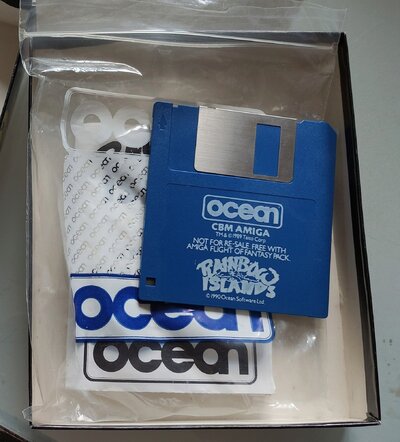 ocean
ocean
CBM AMIGA
TM & © 1989 Taito Corp
NOT FOR RE-SALE FREE WITH
AMIGA FLIGHT OF FANTASY PACK.
RAINBOW
ISLANDS
© 1990 Ocean Software Ltd.
ocean
ocean